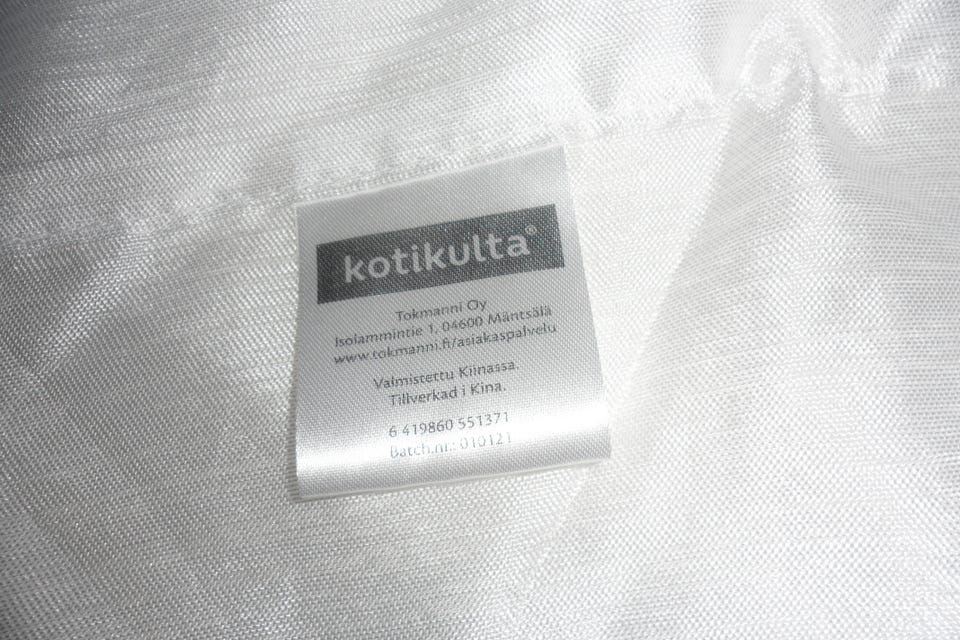 kotikulta®
Tokmanni Oy
Isolammintie 1, 04600 Mäntsälä
www.tokmanni.fi/asiakaspalvelu
Valmistettu Kiinassa.
Tillverkad i Kina.
6 419860 551371
Batch.nr.: 010121